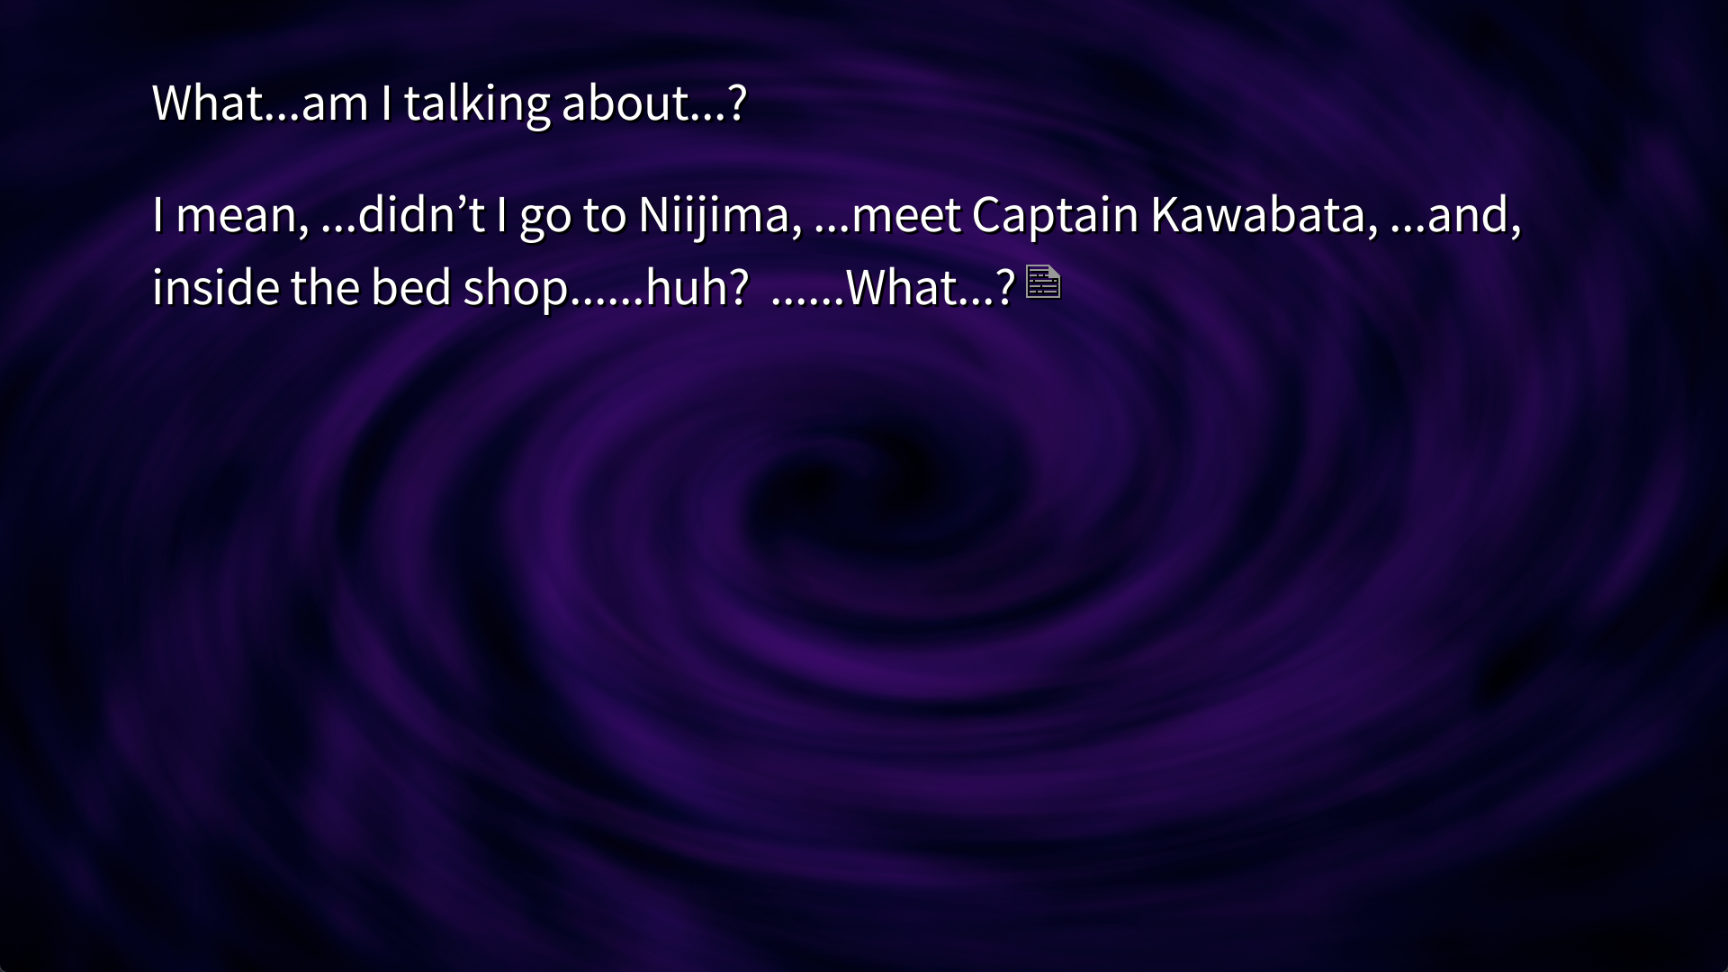 What...am I talking about...?
I mean, ...didn’t I go to Niijima, ...meet Captain Kawabata, ...and,
inside the bed shop......huh?  ......What...?